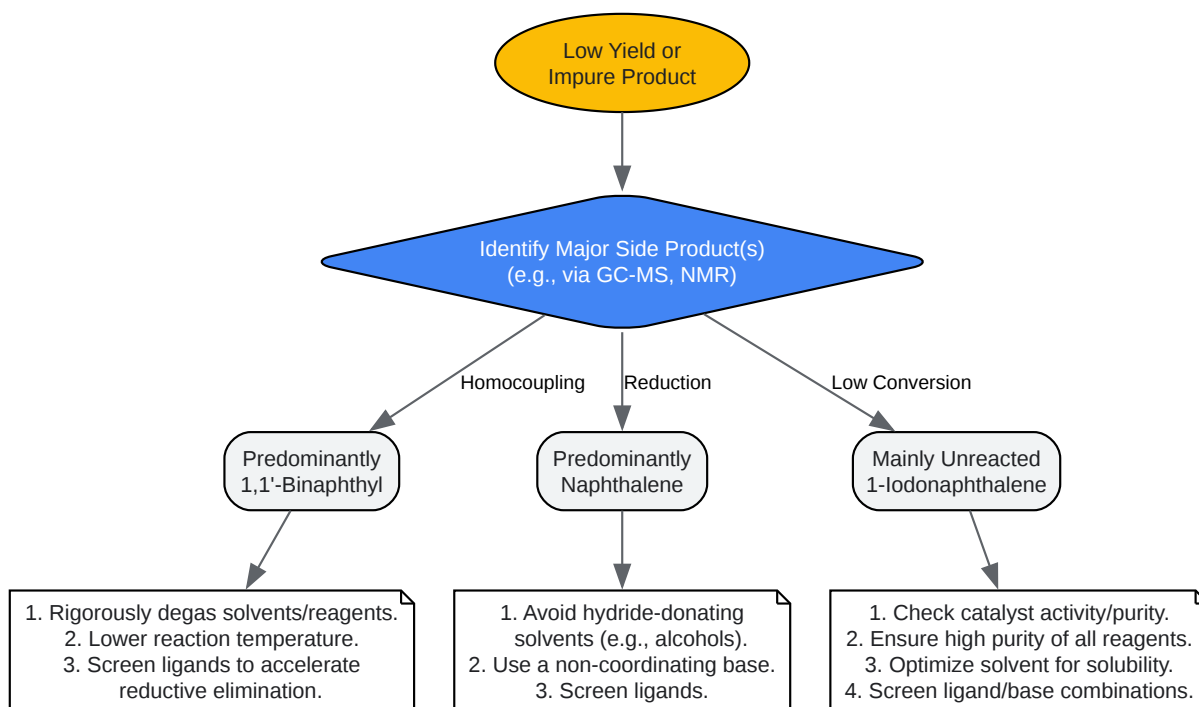 Low Yield or
Impure Product
Identify Major Side Product(s)
(e.g., via GC-MS, NMR)
Homocoupling
Reduction
Low Conversion
Predominantly
1,1'-Binaphthyl
Predominantly
Naphthalene
Mainly Unreacted
1-Iodonaphthalene
1. Rigorously degas solvents/reagents.
2. Lower reaction temperature.
3. Screen ligands to accelerate
reductive elimination.
1. Avoid hydride-donating
solvents (e.g., alcohols).
2. Use a non-coordinating base.
3. Screen ligands.
1. Check catalyst activity/purity.
2. Ensure high purity of all reagents.
3. Optimize solvent for solubility.
4. Screen ligand/base combinations.